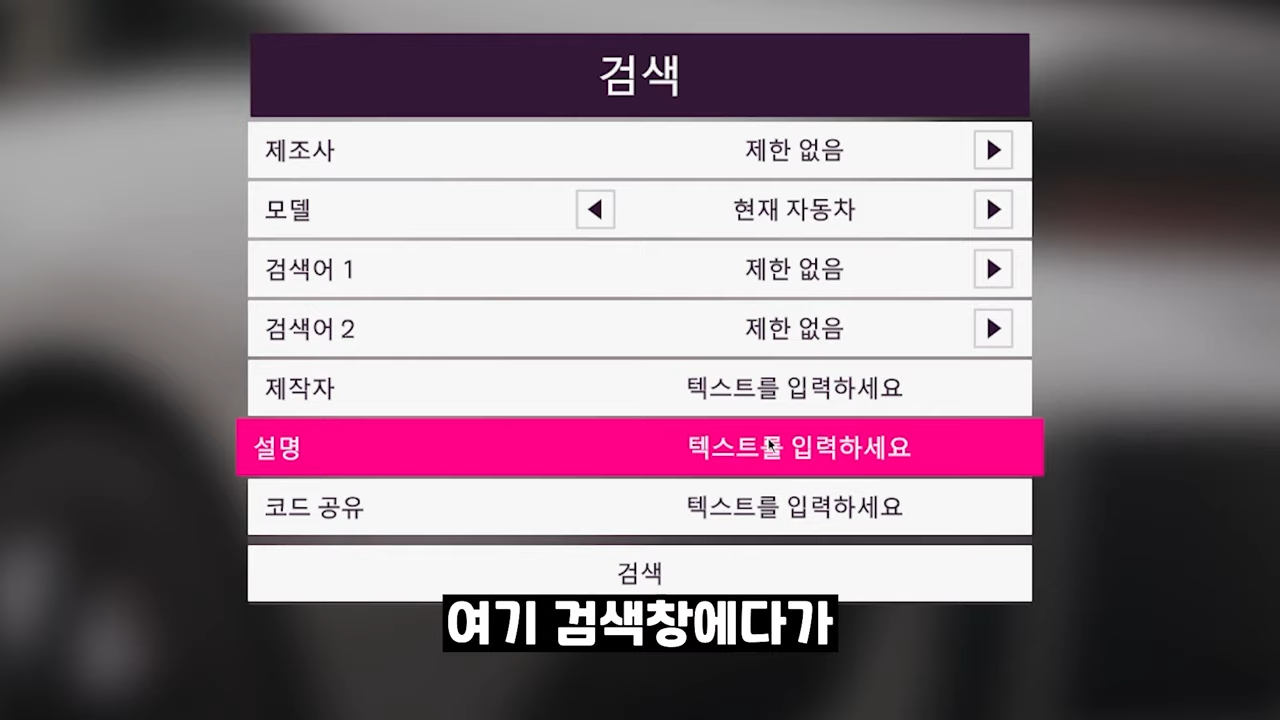 검색
제조사 제한 없음
모델 현재 자동차
검색어 1 제한 없음
검색어 2 제한 없음
제작자 텍스트를 입력하세요
설명 텍스트를 입력하세요
코드 공유 텍스트를 입력하세요
검색
여기 검색창에다가